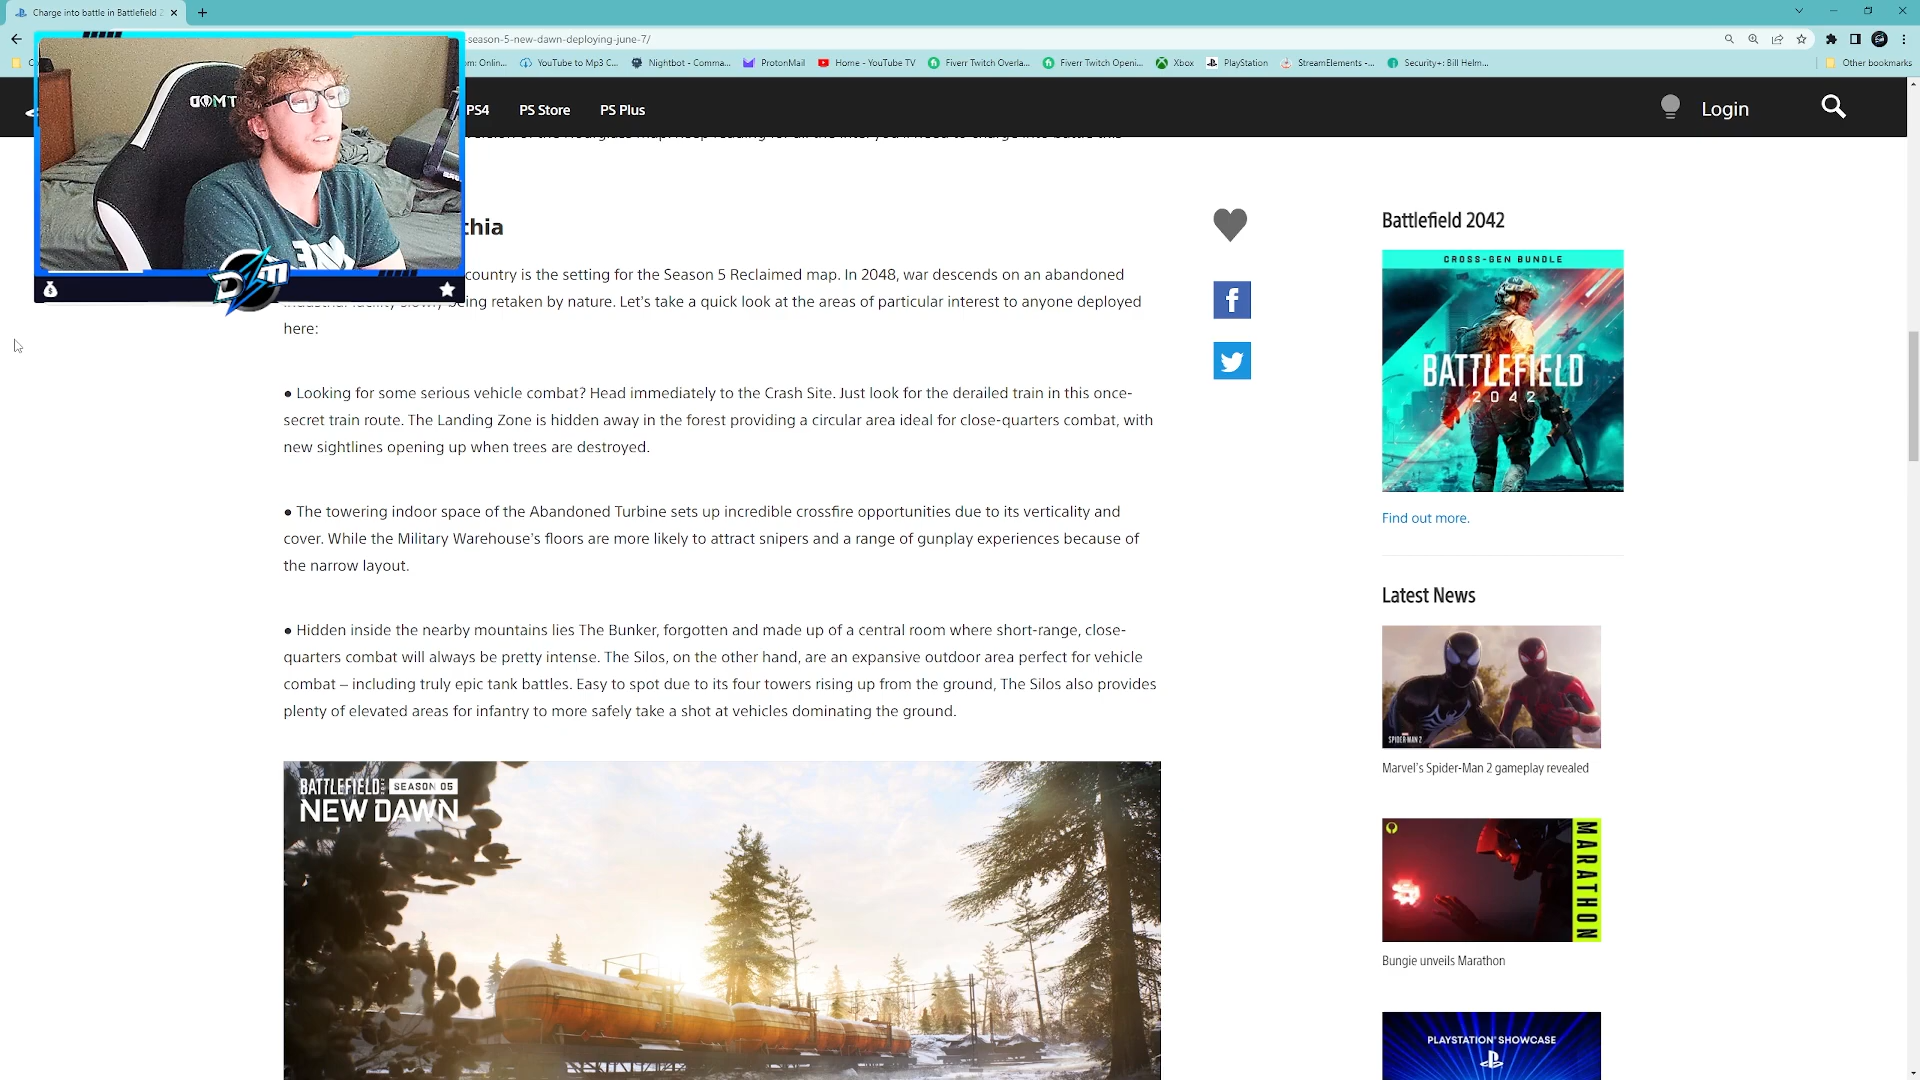 Charge into battle in Battlefield 2
-season-5-new-dawn-deploying-june-7/
om: Onlin...
YouTube to Mp3 C...
Nightbot - Comma...
ProtonMail
Home - YouTube TV
Fiverr Twitch Overla...
Fiverr Twitch Openi...
Xbox
PlayStation
StreamElements -...
Security+: Bill Helm...
Other bookmarks
PS4
PS Store
PS Plus
Login
thia
country is the setting for the Season 5 Reclaimed map. In 2048, war descends on an abandoned
industrial facility slowly being retaken by nature. Let's take a quick look at the areas of particular interest to anyone deployed
here:
● Looking for some serious vehicle combat? Head immediately to the Crash Site. Just look for the derailed train in this once-
secret train route. The Landing Zone is hidden away in the forest providing a circular area ideal for close-quarters combat, with
new sightlines opening up when trees are destroyed.
● The towering indoor space of the Abandoned Turbine sets up incredible crossfire opportunities due to its verticality and
cover. While the Military Warehouse's floors are more likely to attract snipers and a range of gunplay experiences because of
the narrow layout.
● Hidden inside the nearby mountains lies The Bunker, forgotten and made up of a central room where short-range, close-
quarters combat will always be pretty intense. The Silos, on the other hand, are an expansive outdoor area perfect for vehicle
combat – including truly epic tank battles. Easy to spot due to its four towers rising up from the ground, The Silos also provides
plenty of elevated areas for infantry to more safely take a shot at vehicles dominating the ground.
BATTLEFIELD SEASON 05
NEW DAWN
Battlefield 2042
CROSS-GEN BUNDLE
BATTLEFIELD
2042
Find out more.
Latest News
SPIDER-MAN 2
Marvel's Spider-Man 2 gameplay revealed
MARATHON
Bungie unveils Marathon
PLAYSTATION SHOWCASE